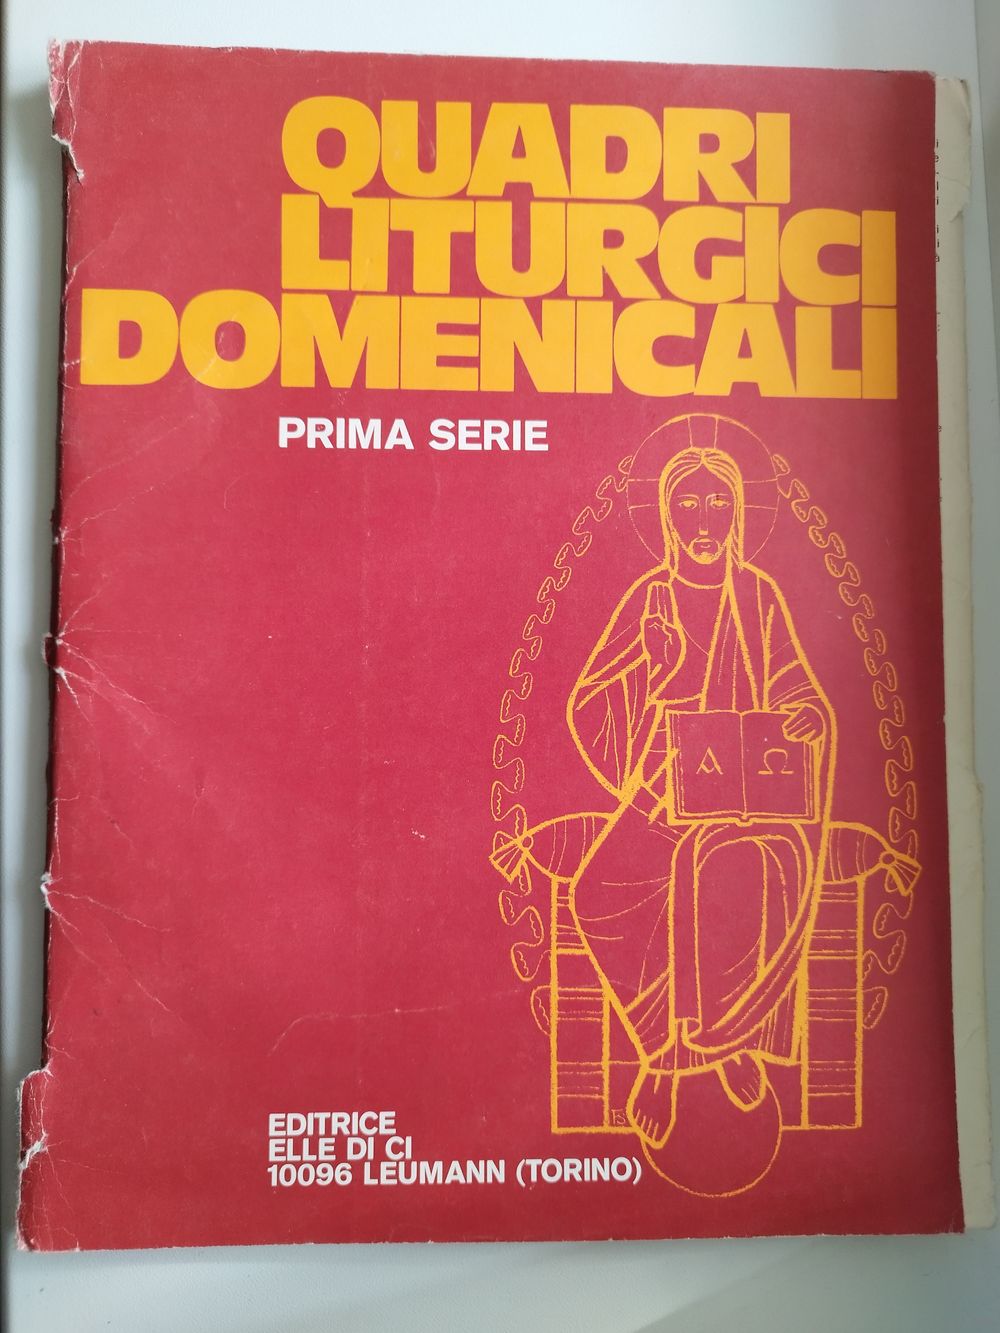 QUADRI
LITURGICI
DOMENICALI
PRIMA SERIE
Α Ω
EDITRICE
ELLE DI CI
10096 LEUMANN (TORINO)